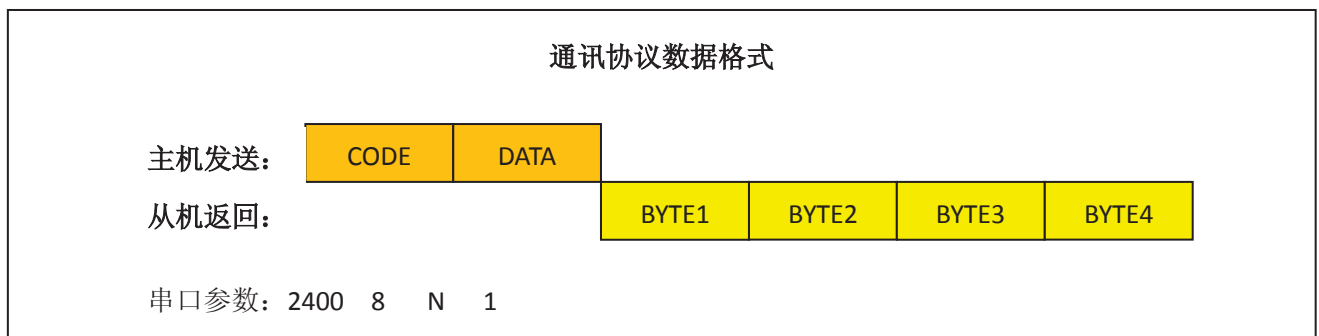 通讯协议数据格式
主机发送： CODE DATA
从机返回： BYTE1 BYTE2 BYTE3 BYTE4
串口参数：2400 8 N 1